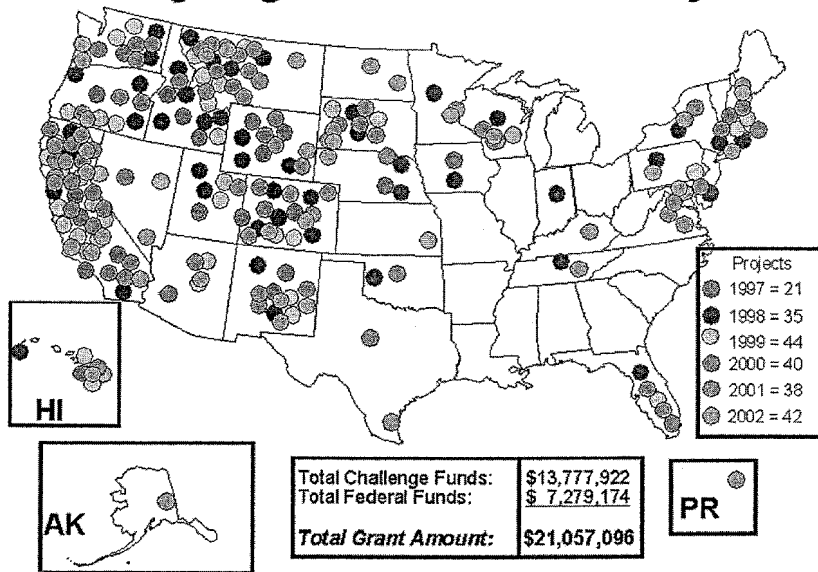 Projects
1997 = 21
1998 = 35
1999 = 44
2000 = 40
2001 = 38
2002 = 42
HI
AK
Total Challenge Funds: $13,777,922
Total Federal Funds: $ 7,279,174
Total Grant Amount: $21,057,096
PR